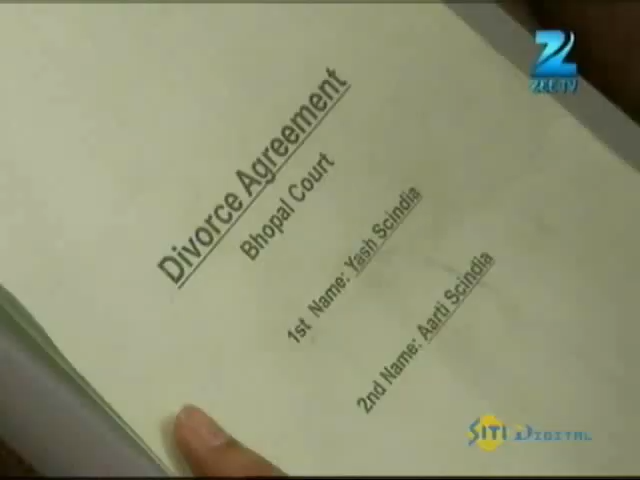 ZEE TV
Divorce Agreement
Bhopal Court
1st Name: Yash Scindia
2nd Name: Aarti Scindia
SITI DIGITAL